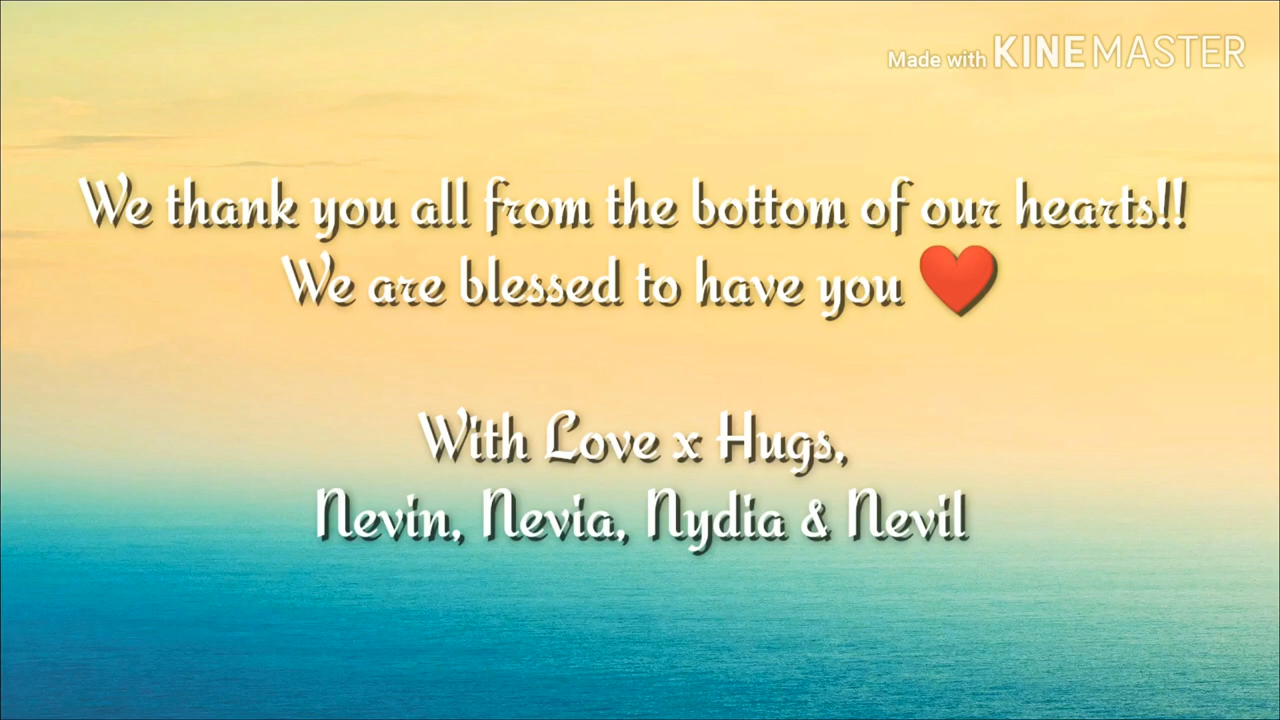 Made with KINEMASTER
We thank you all from the bottom of our hearts!!
We are blessed to have you ❤️
With Love x Hugs,
Nevin, Nevia, Nydia & Nevil